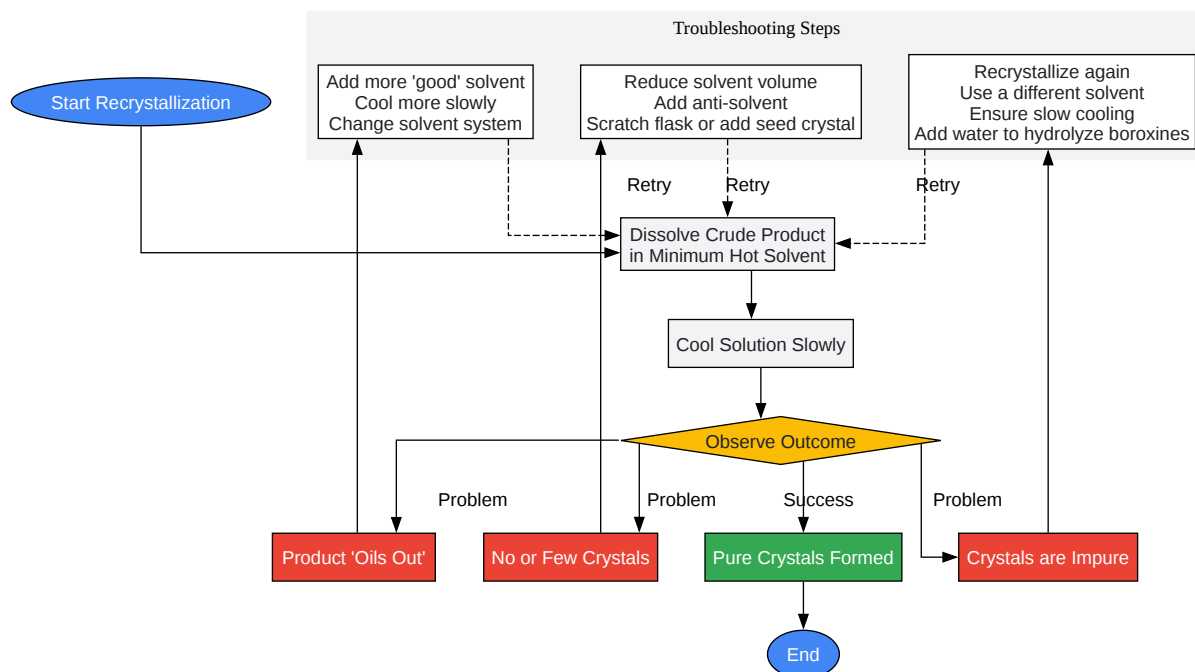 Troubleshooting Steps
Start Recrystallization
Add more 'good' solvent
Cool more slowly
Change solvent system
Reduce solvent volume
Add anti-solvent
Scratch flask or add seed crystal
Recrystallize again
Use a different solvent
Ensure slow cooling
Add water to hydrolyze boroxines
Retry
Retry
Retry
Dissolve Crude Product
in Minimum Hot Solvent
Cool Solution Slowly
Observe Outcome
Problem
Problem
Success
Problem
Product 'Oils Out'
No or Few Crystals
Pure Crystals Formed
Crystals are Impure
End